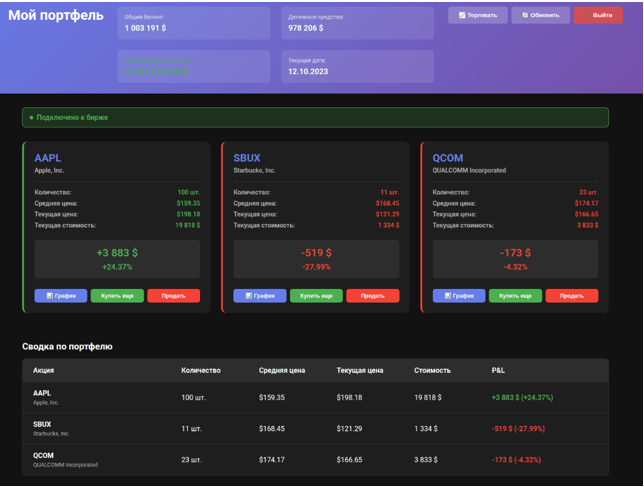 Мой портфель
Общий баланс:
1 003 191 $
Денежные средства:
978 206 $
📈 Торговать
🔄 Обновить
Выйти
Текущая дата:
12.10.2023
Подключено к бирже
AAPL
Apple, Inc.
Количество: 100 шт.
Средняя цена: $159.35
Текущая цена: $198.18
Текущая стоимость: 19 818 $
+3 883 $
+24.37%
📊 График
Купить еще
Продать
SBUX
Starbucks, Inc.
Количество: 11 шт.
Средняя цена: $168.45
Текущая цена: $121.29
Текущая стоимость: 1 334 $
-519 $
-27.99%
📊 График
Купить еще
Продать
QCOM
QUALCOMM Incorporated
Количество: 23 шт.
Средняя цена: $174.17
Текущая цена: $166.65
Текущая стоимость: 3 833 $
-173 $
-4.32%
📊 График
Купить еще
Продать
Сводка по портфелю
Акция Количество Средняя цена Текущая цена Стоимость P&L
AAPL
Apple, Inc.
100 шт. $159.35 $198.18 19 818 $ +3 883 $ (+24.37%)
SBUX
Starbucks, Inc.
11 шт. $168.45 $121.29 1 334 $ -519 $ (-27.99%)
QCOM
QUALCOMM Incorporated
23 шт. $174.17 $166.65 3 833 $ -173 $ (-4.32%)